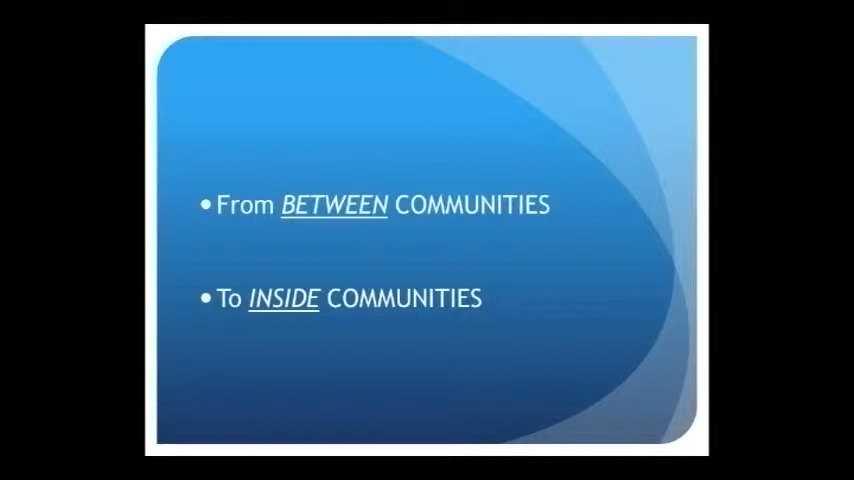 • From BETWEEN COMMUNITIES
• To INSIDE COMMUNITIES